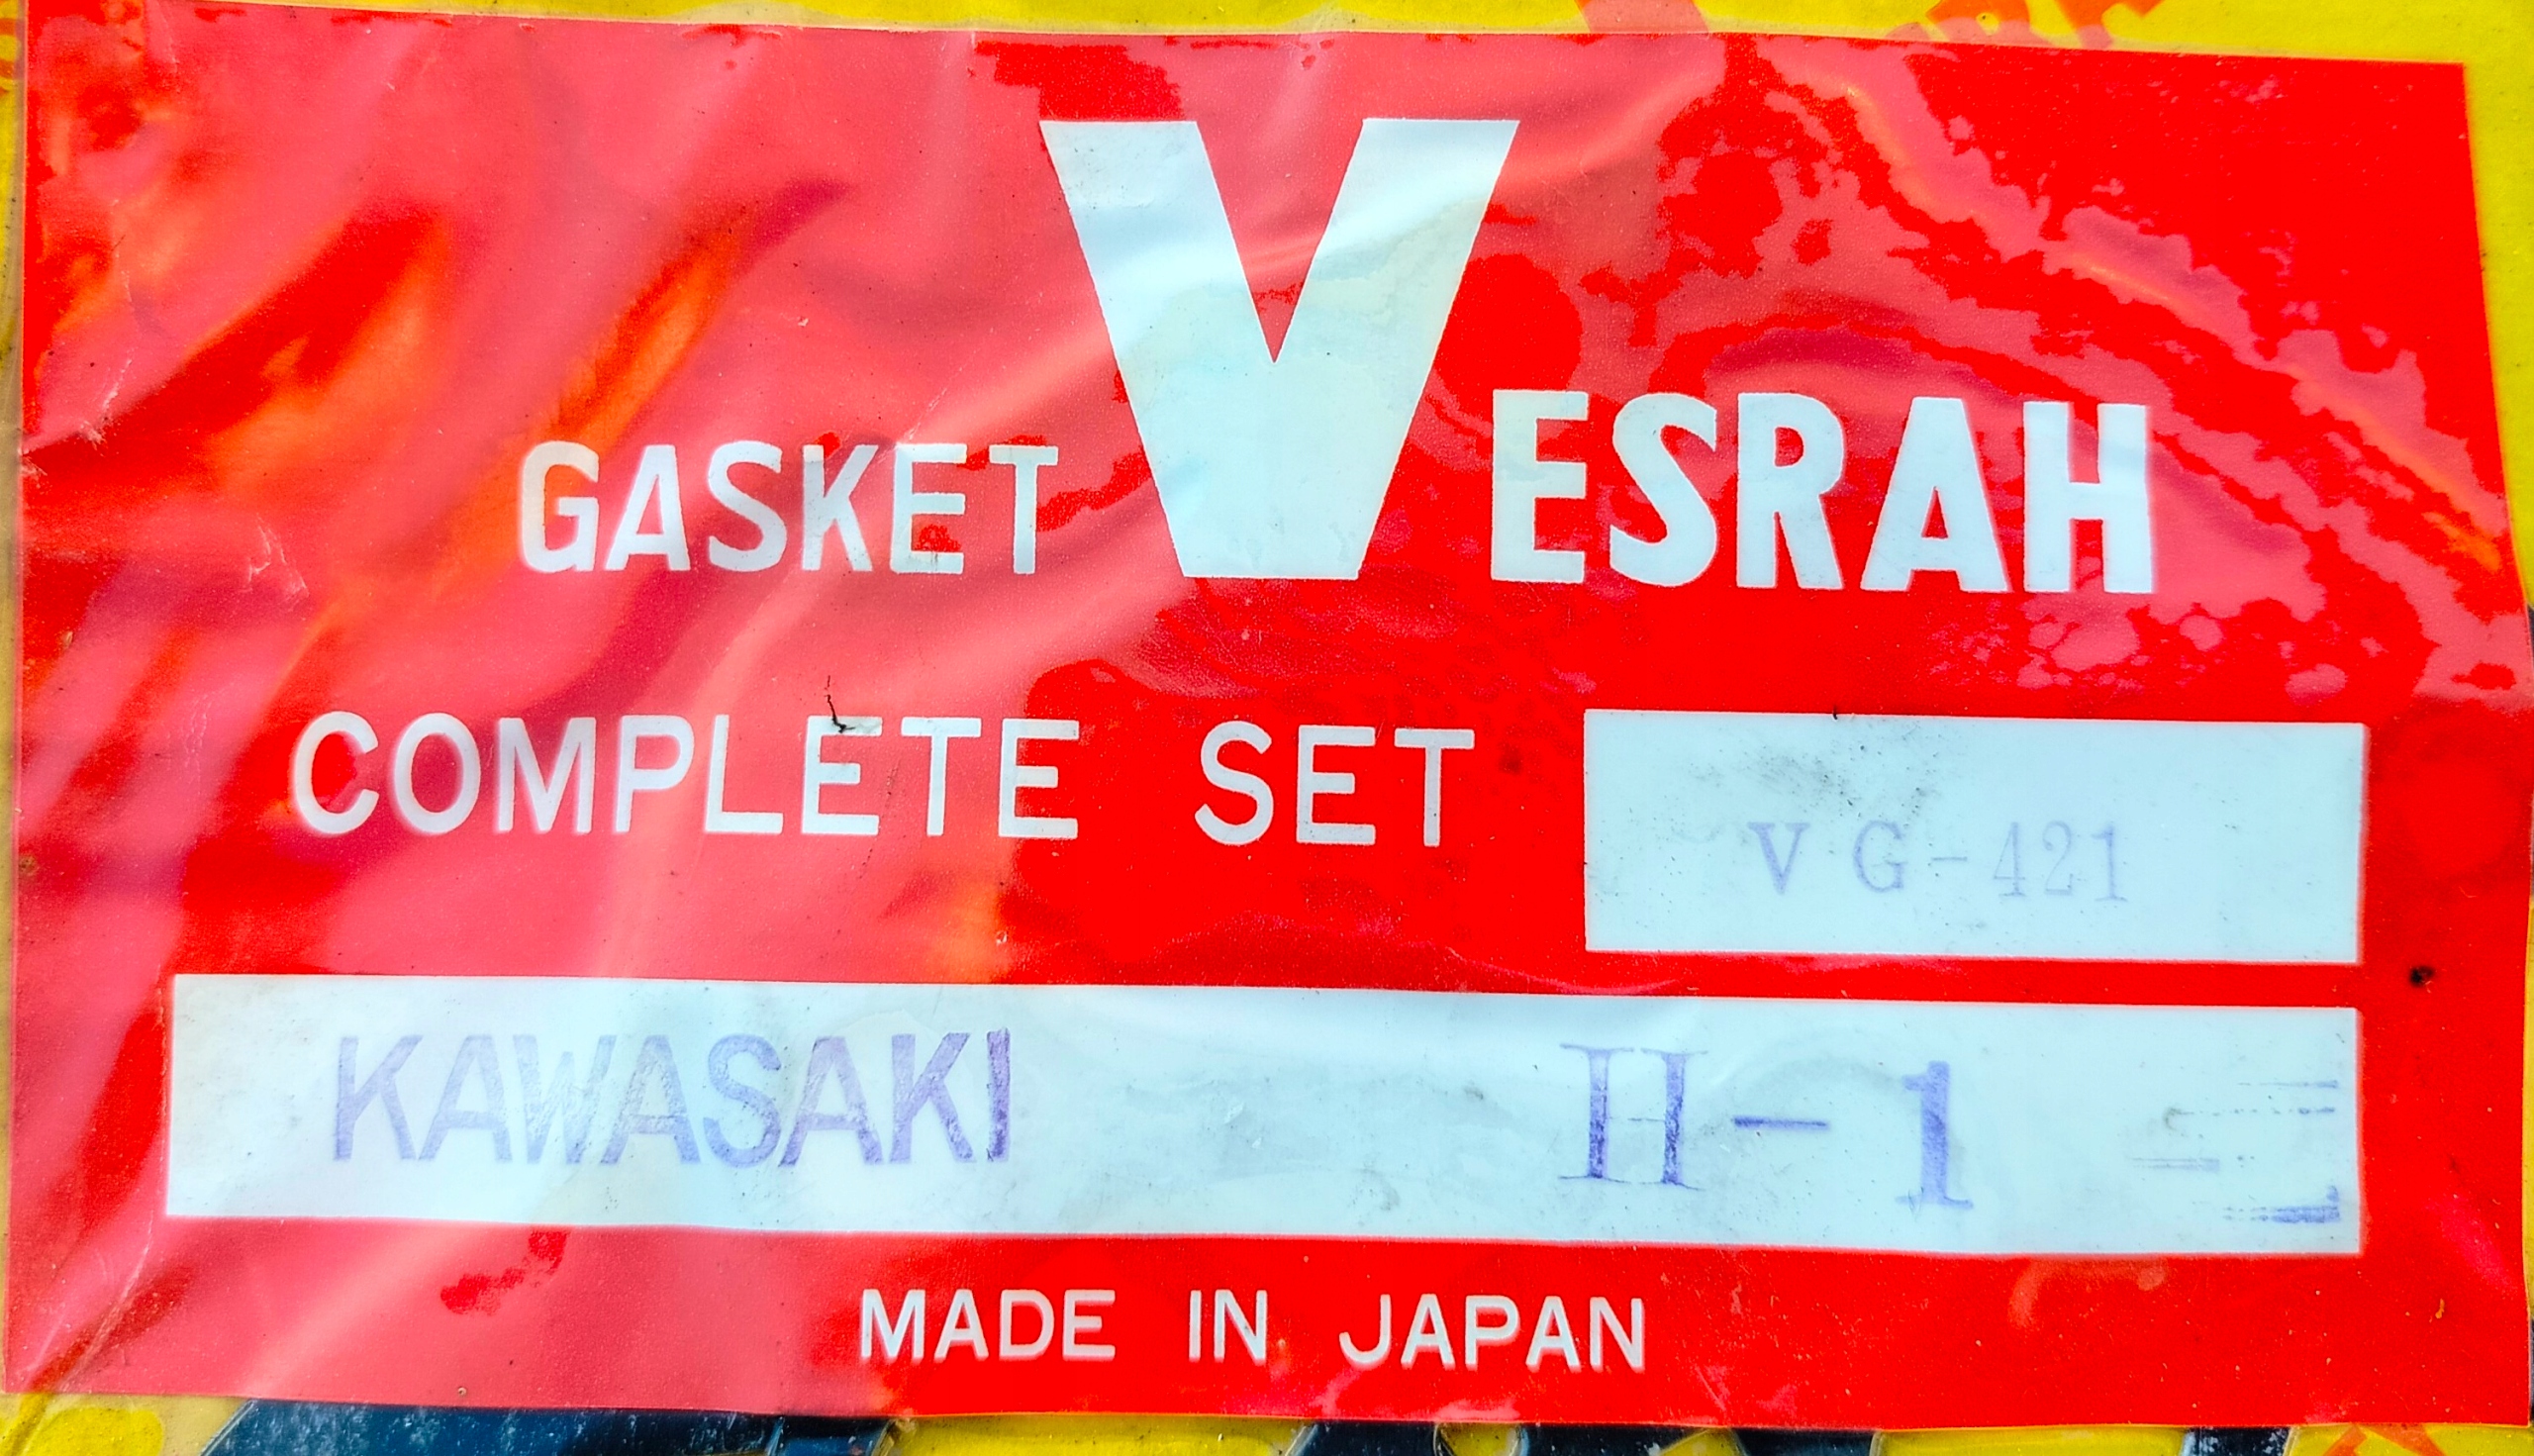 GASKET VESRAH
COMPLETE SET VG-421
KAWASAKI H-1
MADE IN JAPAN